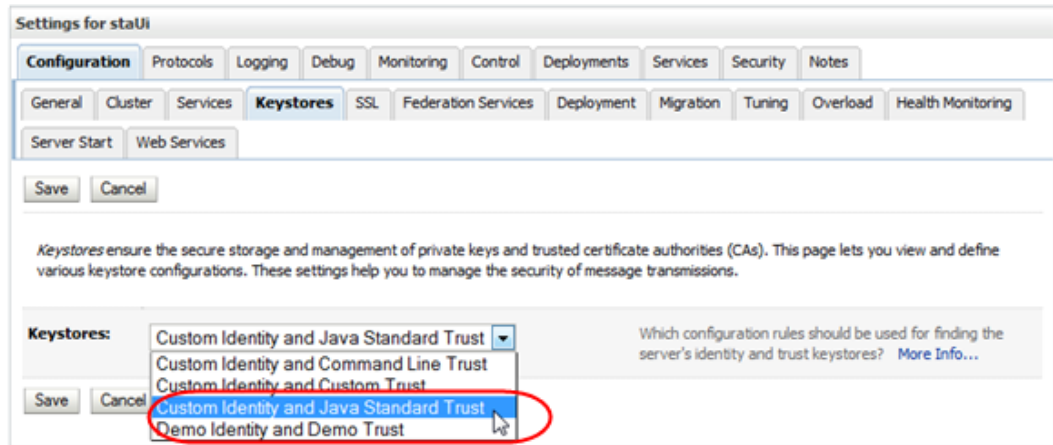 Settings for staUi
Configuration Protocols Logging Debug Monitoring Control Deployments Services Security Notes
General Cluster Services Keystores SSL Federation Services Deployment Migration Tuning Overload Health Monitoring
Server Start Web Services
Save Cancel
Keystores ensure the secure storage and management of private keys and trusted certificate authorities (CAs). This page lets you view and define
various keystore configurations. These settings help you to manage the security of message transmissions.
Keystores:
Custom Identity and Java Standard Trust
Which configuration rules should be used for finding the
server's identity and trust keystores? More Info...
Custom Identity and Command Line Trust
Custom Identity and Custom Trust
Custom Identity and Java Standard Trust
Demo Identity and Demo Trust
Save Cancel